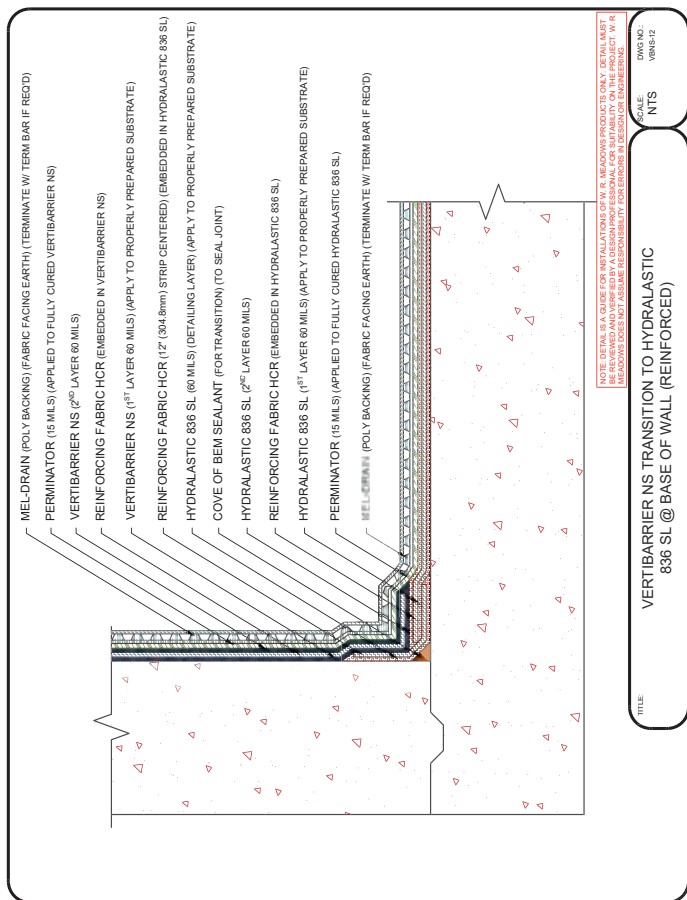 MEL-DRAIN (POLY BACKING) (FABRIC FACING EARTH) (TERMINATE W/ TERM BAR IF REQ'D)
PERMINATOR (15 MILS) (APPLIED TO FULLY CURED VERTIBARRIER NS)
VERTIBARRIER NS (2ND LAYER 60 MILS)
REINFORCING FABRIC HCR (EMBEDDED IN VERTIBARRIER NS)
VERTIBARRIER NS (1ST LAYER 60 MILS) (APPLY TO PROPERLY PREPARED SUBSTRATE)
REINFORCING FABRIC HCR (12" (304.8mm) STRIP CENTERED) (EMBEDDED IN HYDRALASTIC 836 SL)
HYDRALASTIC 836 SL (60 MILS) (DETAILING LAYER) (APPLY TO PROPERLY PREPARED SUBSTRATE)
COVE OF BEM SEALANT (FOR TRANSITION) (TO SEAL JOINT)
HYDRALASTIC 836 SL (2ND LAYER 60 MILS)
REINFORCING FABRIC HCR (EMBEDDED IN HYDRALASTIC 836 SL)
HYDRALASTIC 836 SL (1ST LAYER 60 MILS) (APPLY TO PROPERLY PREPARED SUBSTRATE)
PERMINATOR (15 MILS) (APPLIED TO FULLY CURED HYDRALASTIC 836 SL)
(POLY BACKING) (FABRIC FACING EARTH) (TERMINATE W/ TERM BAR IF REQ'D)
NOTE: DETAIL IS A GUIDE FOR INSTALLATIONS OF W. R. MEADOWS PRODUCTS ONLY. DETAIL MUST
BE REVIEWED AND VERIFIED BY A DESIGN PROFESSIONAL FOR SUITABILITY ON THE PROJECT. W. R.
MEADOWS DOES NOT ASSUME RESPONSIBILITY FOR ERRORS IN DESIGN OR ENGINEERING.
TITLE:
VERTIBARRIER NS TRANSITION TO HYDRALASTIC
836 SL @ BASE OF WALL (REINFORCED)
SCALE:
NTS
DWG NO.:
VBNS-12